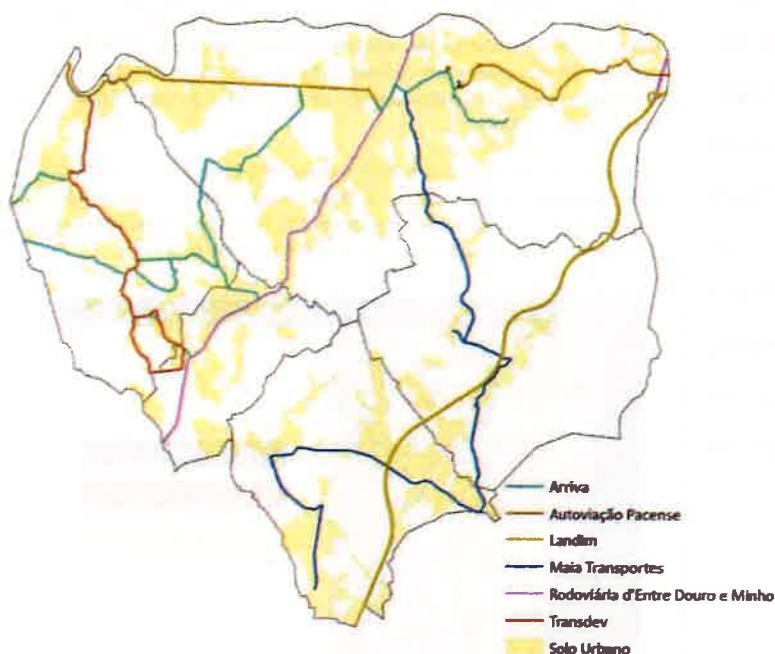 Arriva
Autoviação Pacense
Landim
Maia Transportes
Rodoviária d'Entre Douro e Minho
Transdev
Solo Urbano